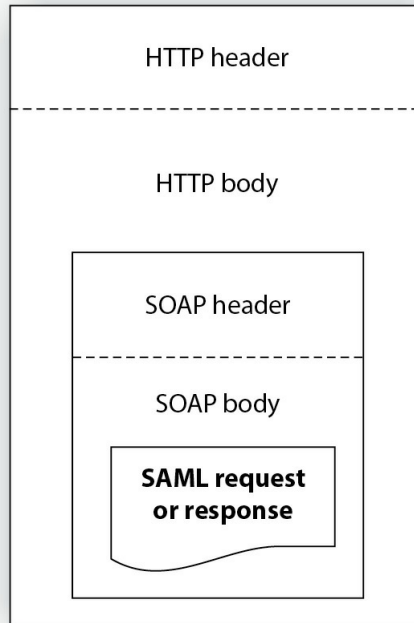 HTTP header
HTTP body
SOAP header
SOAP body
SAML request
or response